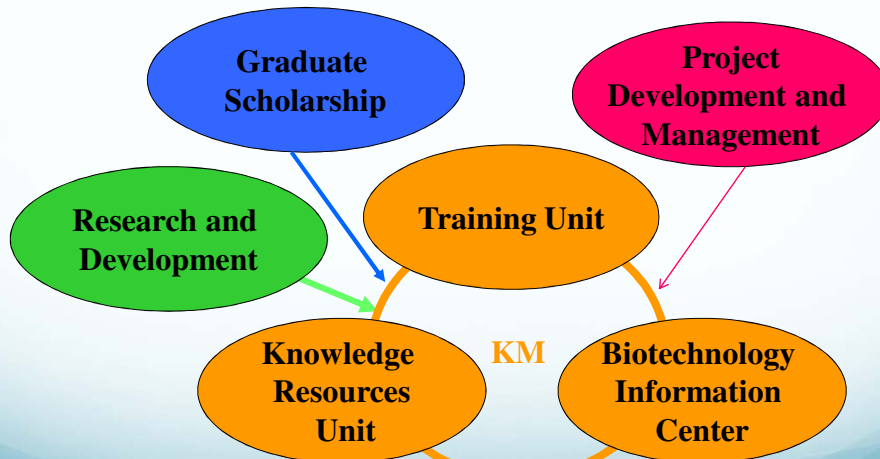 Graduate
Scholarship
Project
Development and
Management
Research and
Development
Training Unit
Knowledge
Resources
Unit
KM
Biotechnology
Information
Center